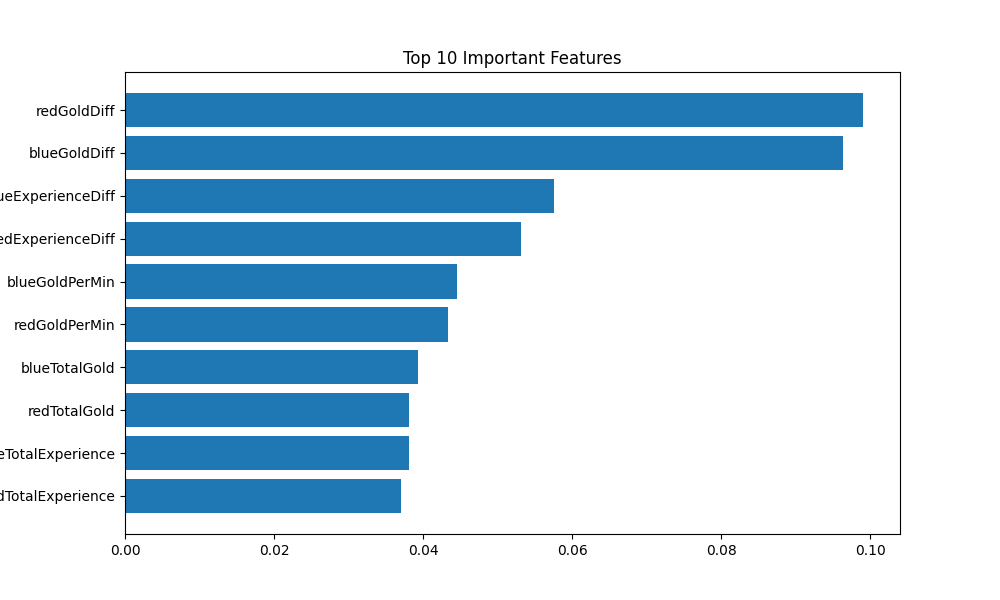 Top 10 Important Features
redGoldDiff
blueGoldDiff
ueExperienceDiff
edExperienceDiff
blueGoldPerMin
redGoldPerMin
blueTotalGold
redTotalGold
eTotalExperience
dTotalExperience
0.00 0.02 0.04 0.06 0.08 0.10